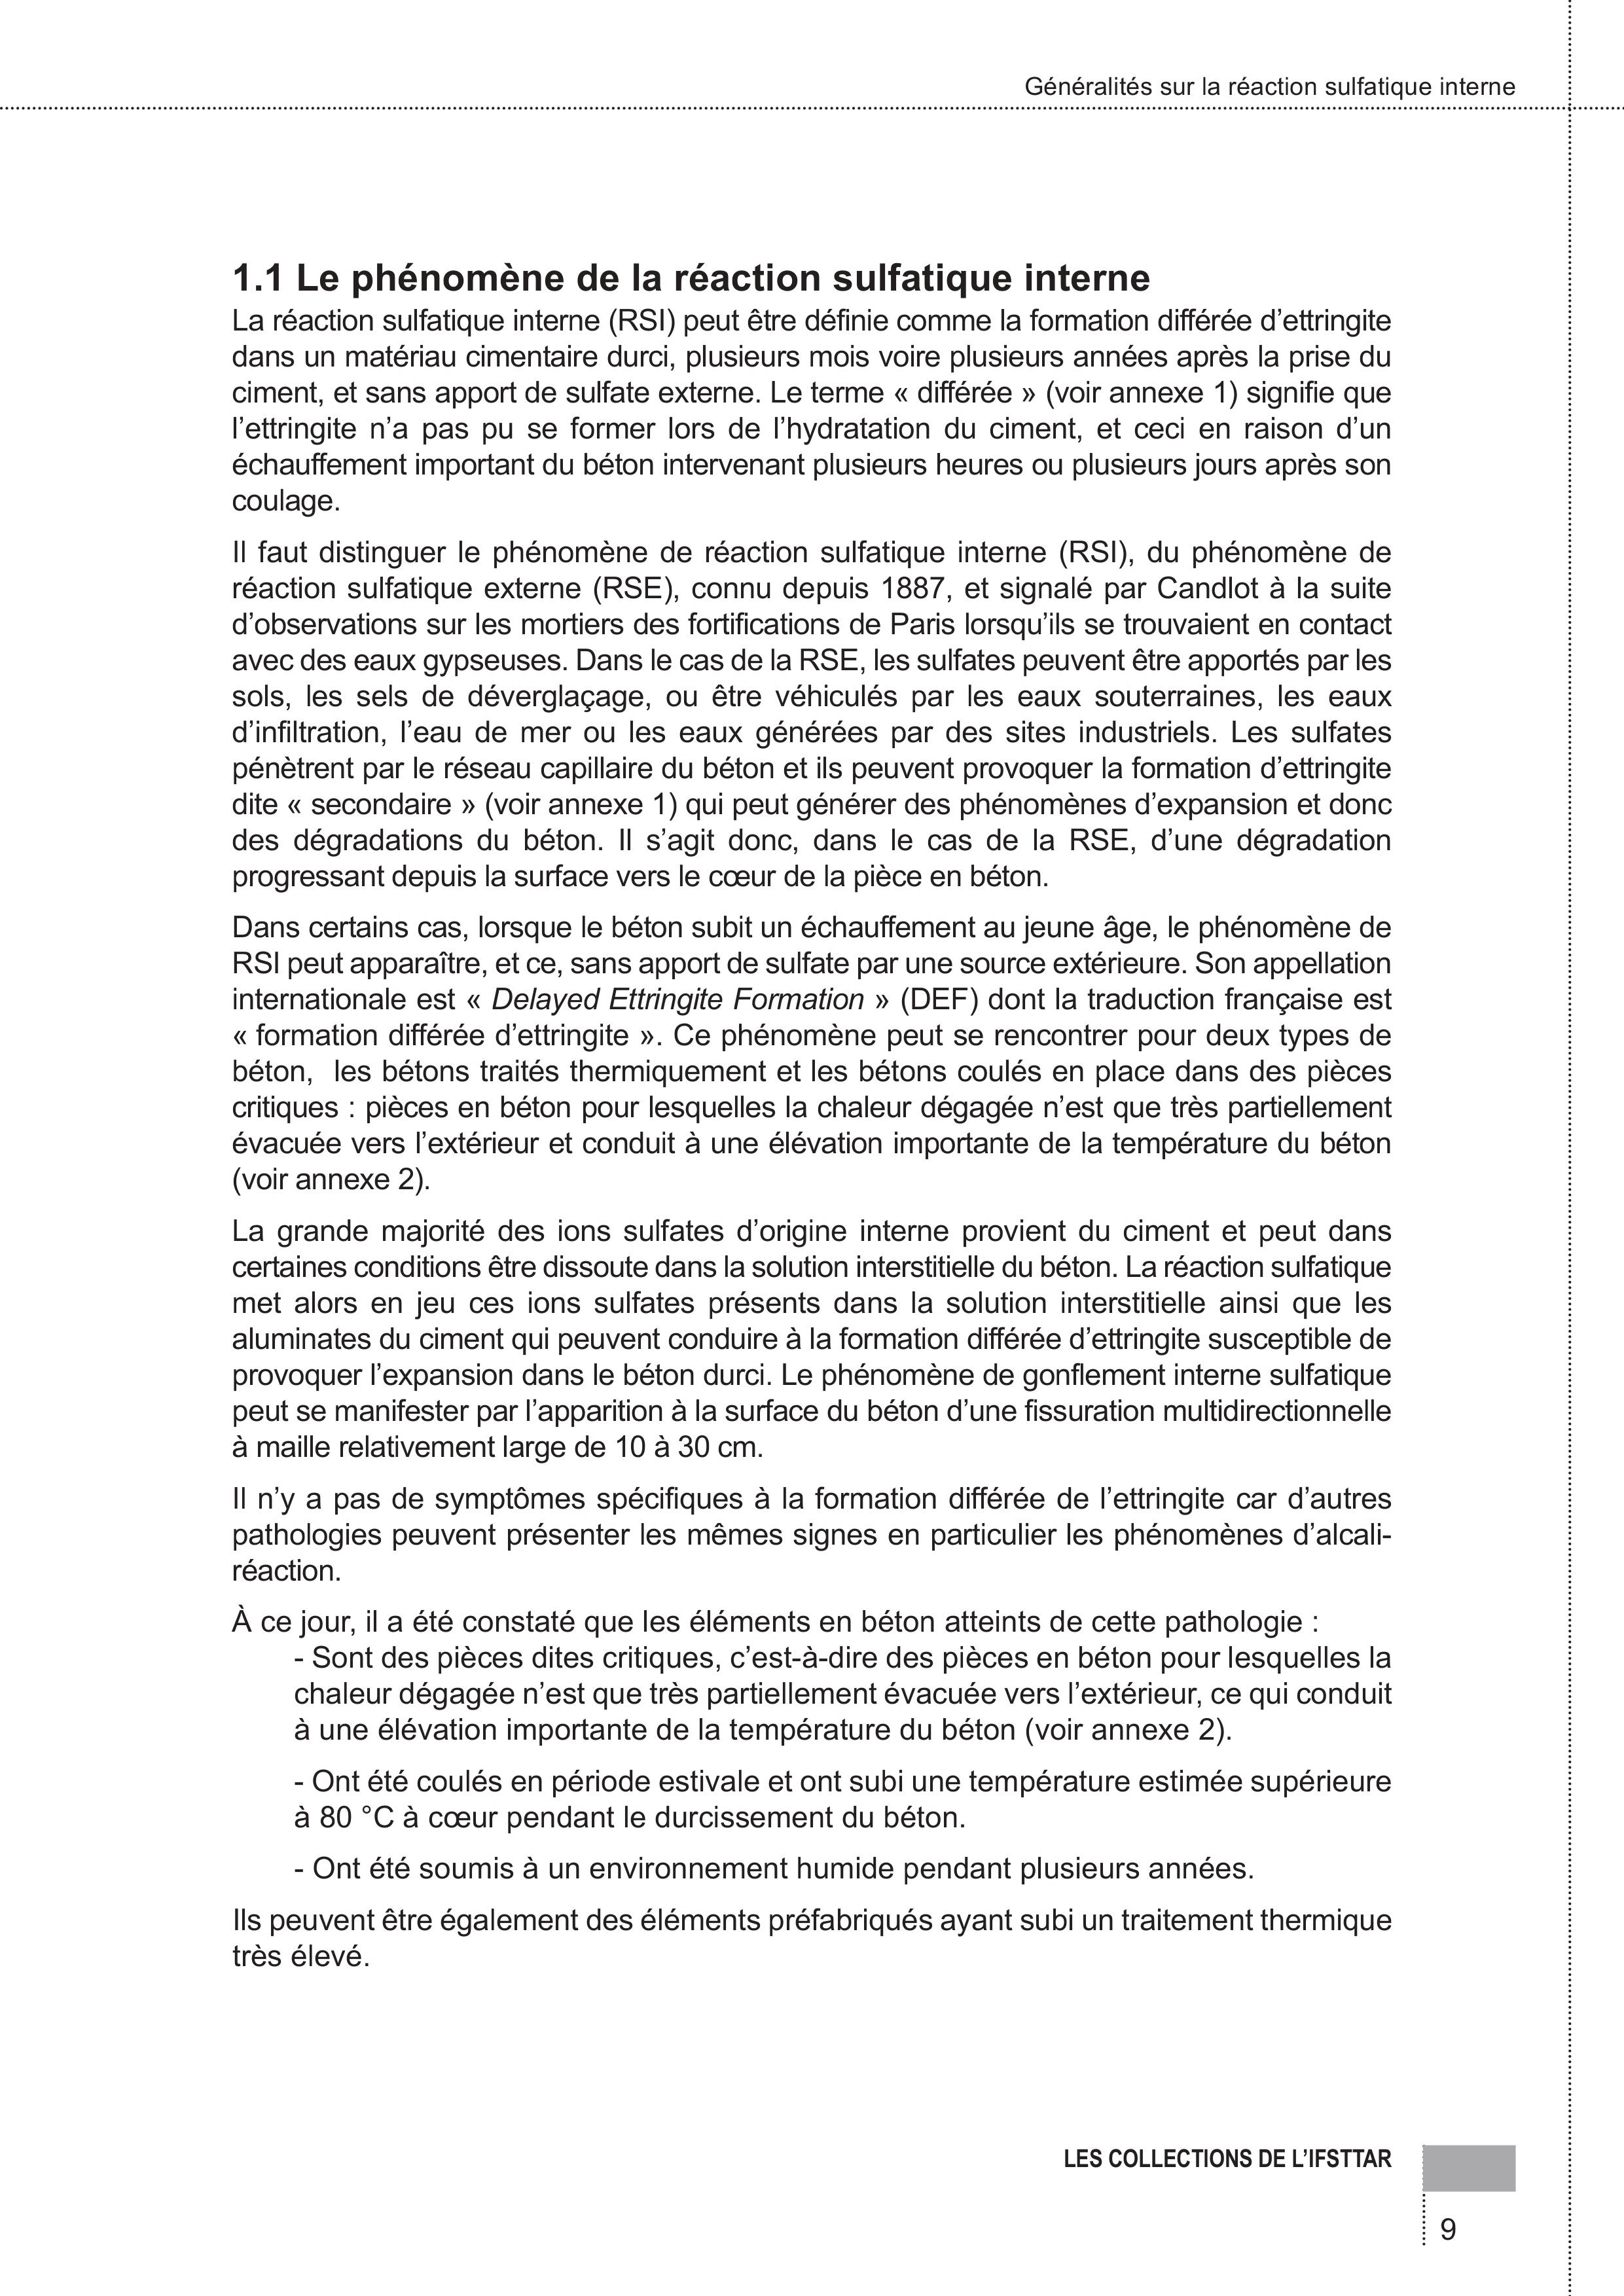 Généralités sur la réaction sulfatique interne
1.1 Le phénomène de la réaction sulfatique interne
La réaction sulfatique interne (RSI) peut être définie comme la formation différée d’ettringite
dans un matériau cimentaire durci, plusieurs mois voire plusieurs années après la prise du
ciment, et sans apport de sulfate externe. Le terme « différée » (voir annexe 1) signifie que
l’ettringite n’a pas pu se former lors de l’hydratation du ciment, et ceci en raison d’un
échauffement important du béton intervenant plusieurs heures ou plusieurs jours après son
coulage.
Il faut distinguer le phénomène de réaction sulfatique interne (RSI), du phénomène de
réaction sulfatique externe (RSE), connu depuis 1887, et signalé par Candlot à la suite
d’observations sur les mortiers des fortifications de Paris lorsqu’ils se trouvaient en contact
avec des eaux gypseuses. Dans le cas de la RSE, les sulfates peuvent être apportés par les
sols, les sels de déverglaçage, ou être véhiculés par les eaux souterraines, les eaux
d’infiltration, l’eau de mer ou les eaux générées par des sites industriels. Les sulfates
pénètrent par le réseau capillaire du béton et ils peuvent provoquer la formation d’ettringite
dite « secondaire » (voir annexe 1) qui peut générer des phénomènes d’expansion et donc
des dégradations du béton. Il s’agit donc, dans le cas de la RSE, d’une dégradation
progressant depuis la surface vers le cœur de la pièce en béton.
Dans certains cas, lorsque le béton subit un échauffement au jeune âge, le phénomène de
RSI peut apparaître, et ce, sans apport de sulfate par une source extérieure. Son appellation
internationale est « Delayed Ettringite Formation » (DEF) dont la traduction française est
« formation différée d’ettringite ». Ce phénomène peut se rencontrer pour deux types de
béton, les bétons traités thermiquement et les bétons coulés en place dans des pièces
critiques : pièces en béton pour lesquelles la chaleur dégagée n’est que très partiellement
évacuée vers l’extérieur et conduit à une élévation importante de la température du béton
(voir annexe 2).
La grande majorité des ions sulfates d’origine interne provient du ciment et peut dans
certaines conditions être dissoute dans la solution interstitielle du béton. La réaction sulfatique
met alors en jeu ces ions sulfates présents dans la solution interstitielle ainsi que les
aluminates du ciment qui peuvent conduire à la formation différée d’ettringite susceptible de
provoquer l’expansion dans le béton durci. Le phénomène de gonflement interne sulfatique
peut se manifester par l’apparition à la surface du béton d’une fissuration multidirectionnelle
à maille relativement large de 10 à 30 cm.
Il n’y a pas de symptômes spécifiques à la formation différée de l’ettringite car d’autres
pathologies peuvent présenter les mêmes signes en particulier les phénomènes d’alcali-
réaction.
À ce jour, il a été constaté que les éléments en béton atteints de cette pathologie :
- Sont des pièces dites critiques, c’est-à-dire des pièces en béton pour lesquelles la
chaleur dégagée n’est que très partiellement évacuée vers l’extérieur, ce qui conduit
à une élévation importante de la température du béton (voir annexe 2).
- Ont été coulés en période estivale et ont subi une température estimée supérieure
à 80 °C à cœur pendant le durcissement du béton.
- Ont été soumis à un environnement humide pendant plusieurs années.
Ils peuvent être également des éléments préfabriqués ayant subi un traitement thermique
très élevé.
LES COLLECTIONS DE L’IFSTTAR
9